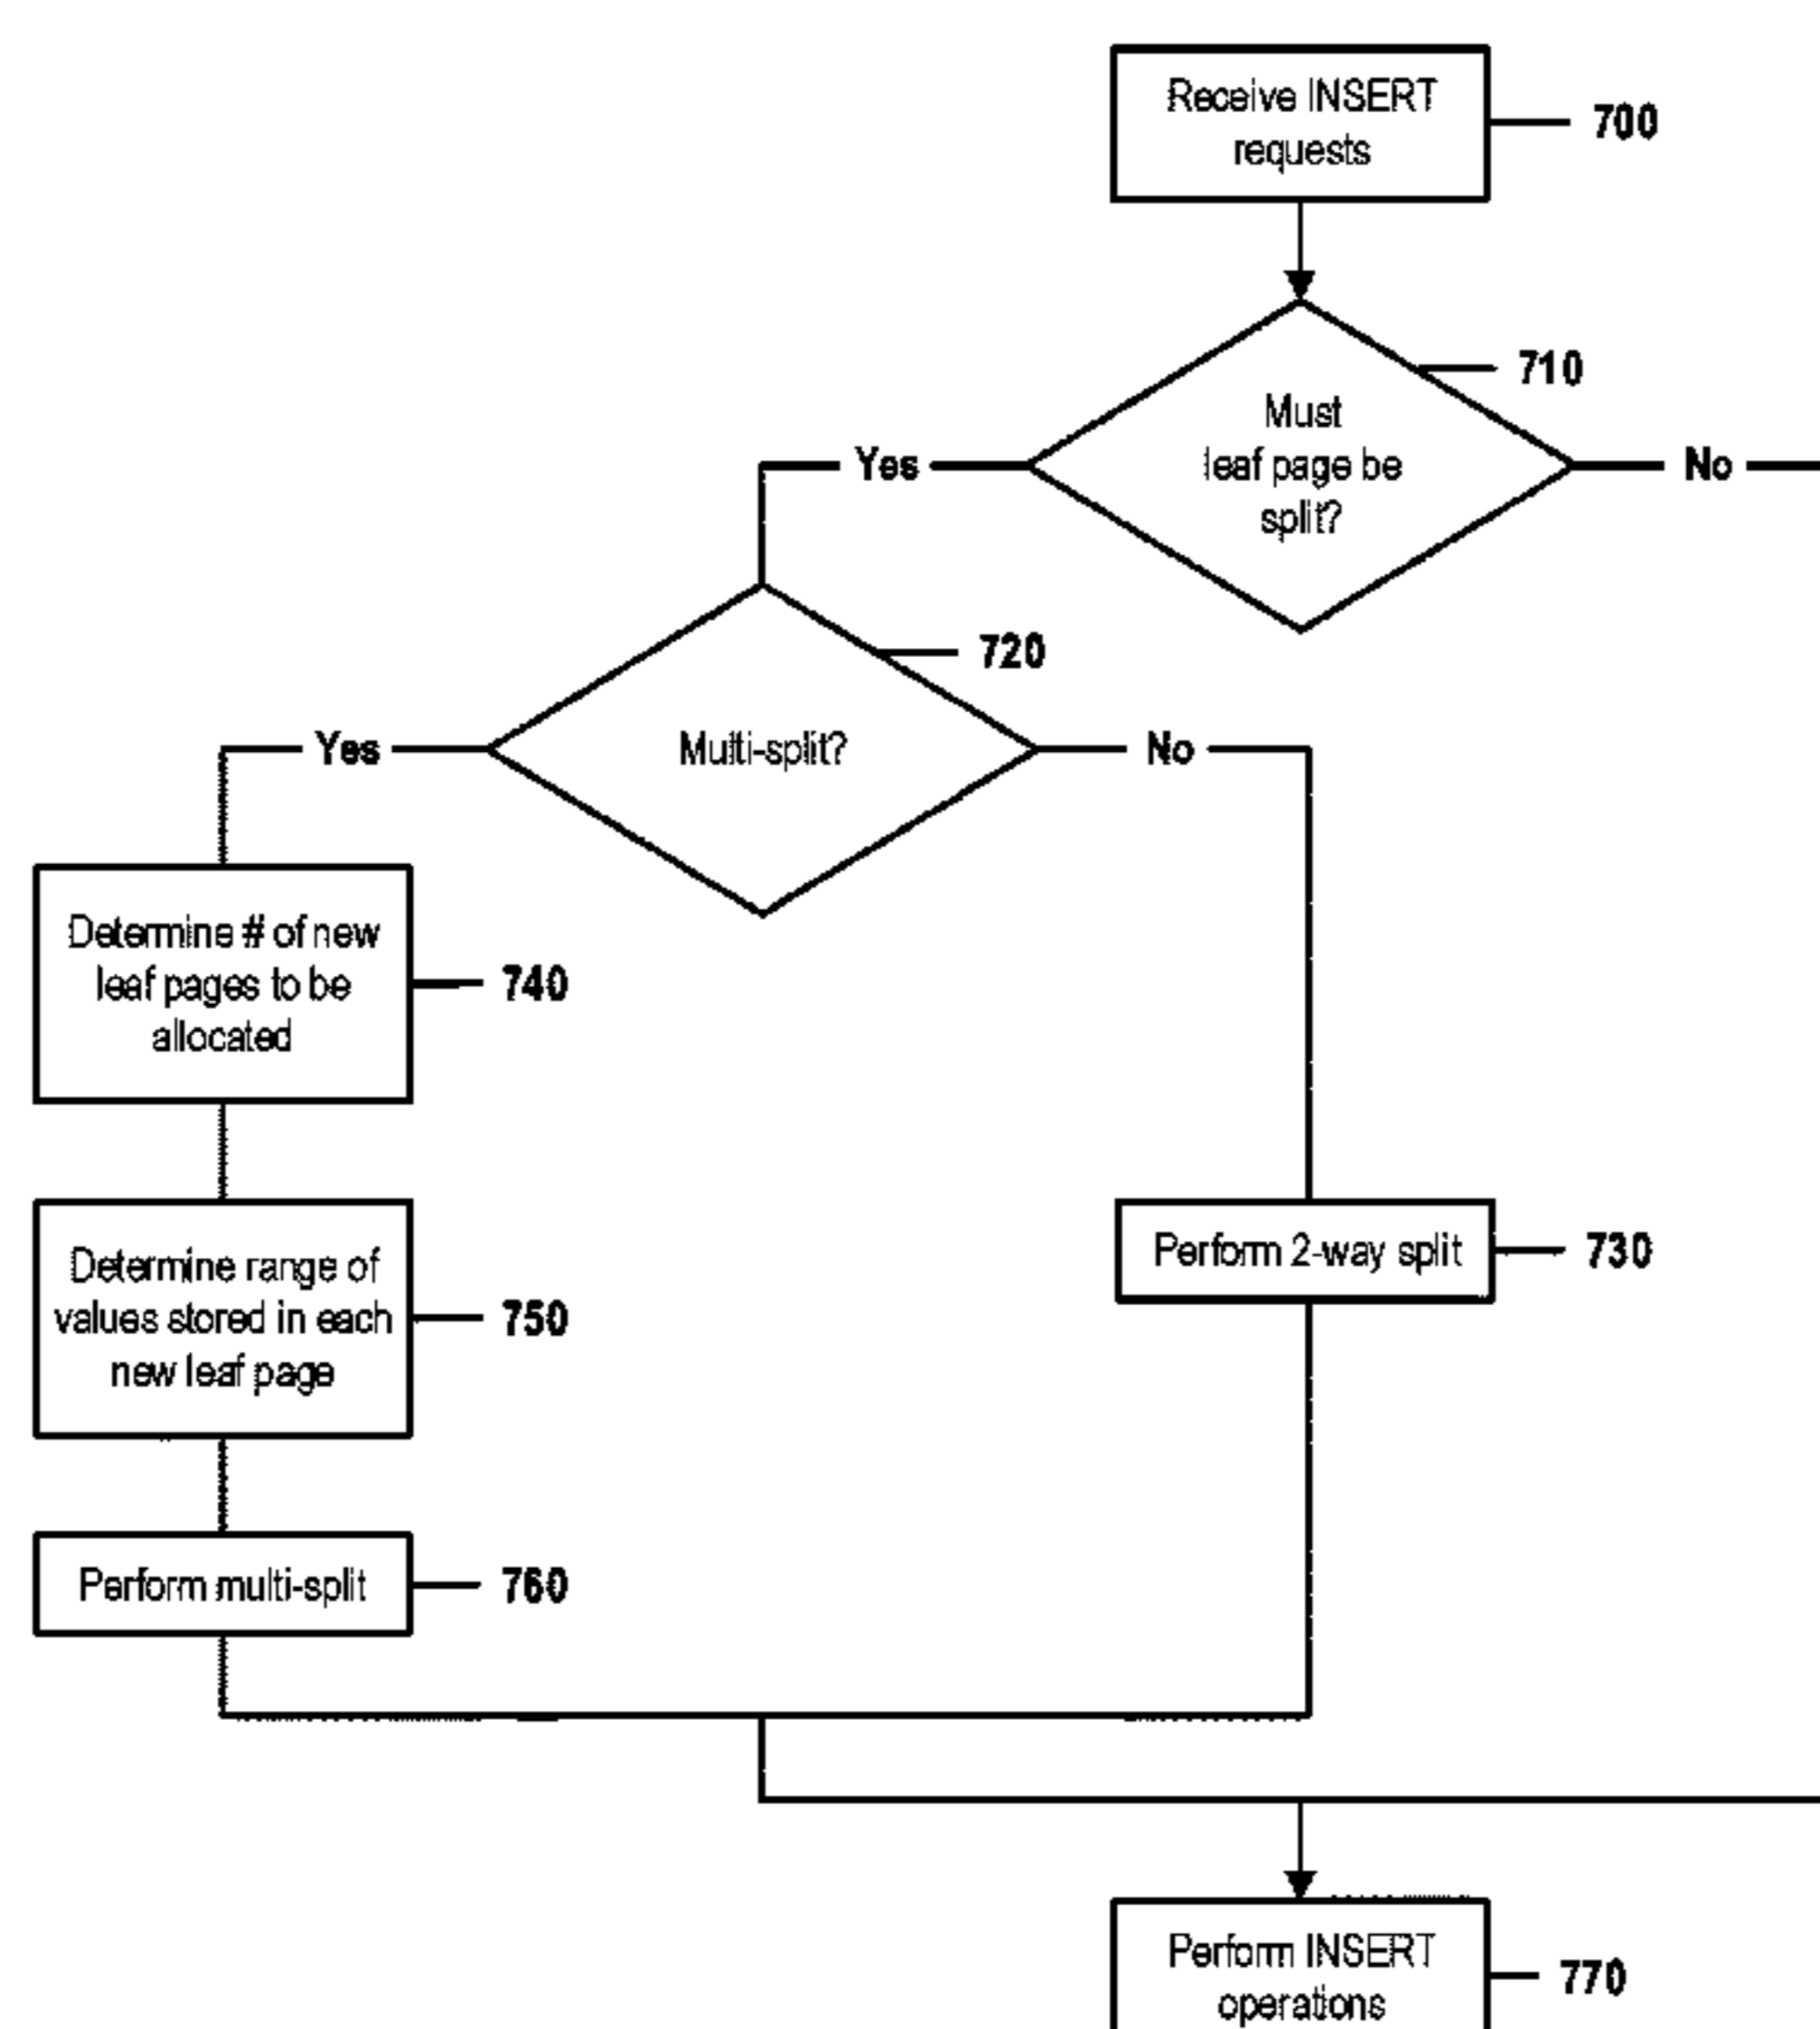 Receive INSERT
requests
700
710
Must
leaf page be
split?
Yes
No
720
Multi-split?
Yes
No
Determine # of new
leaf pages to be
allocated
740
Determine range of
values stored in each
new leaf page
750
Perform 2-way split
730
Perform multi-split
760
Perform INSERT
operations
770